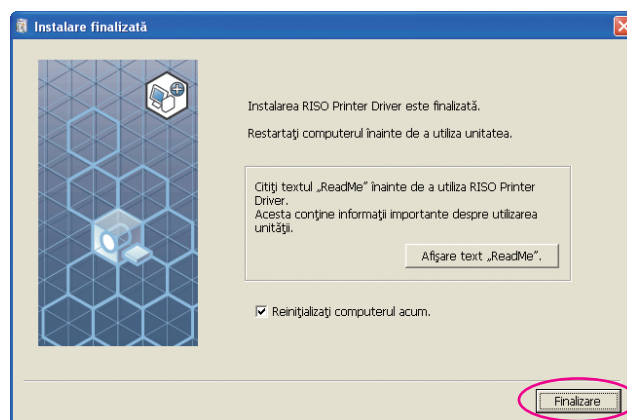 Instalare finalizată
Instalarea RISO Printer Driver este finalizată.
Restartaţi computerul înainte de a utiliza unitatea.
Citiţi textul „ReadMe” înainte de a utiliza RISO Printer
Driver.
Acesta conţine informaţii importante despre utilizarea
unităţii.
Afişare text „ReadMe”.
Reiniţializaţi computerul acum.
Finalizare